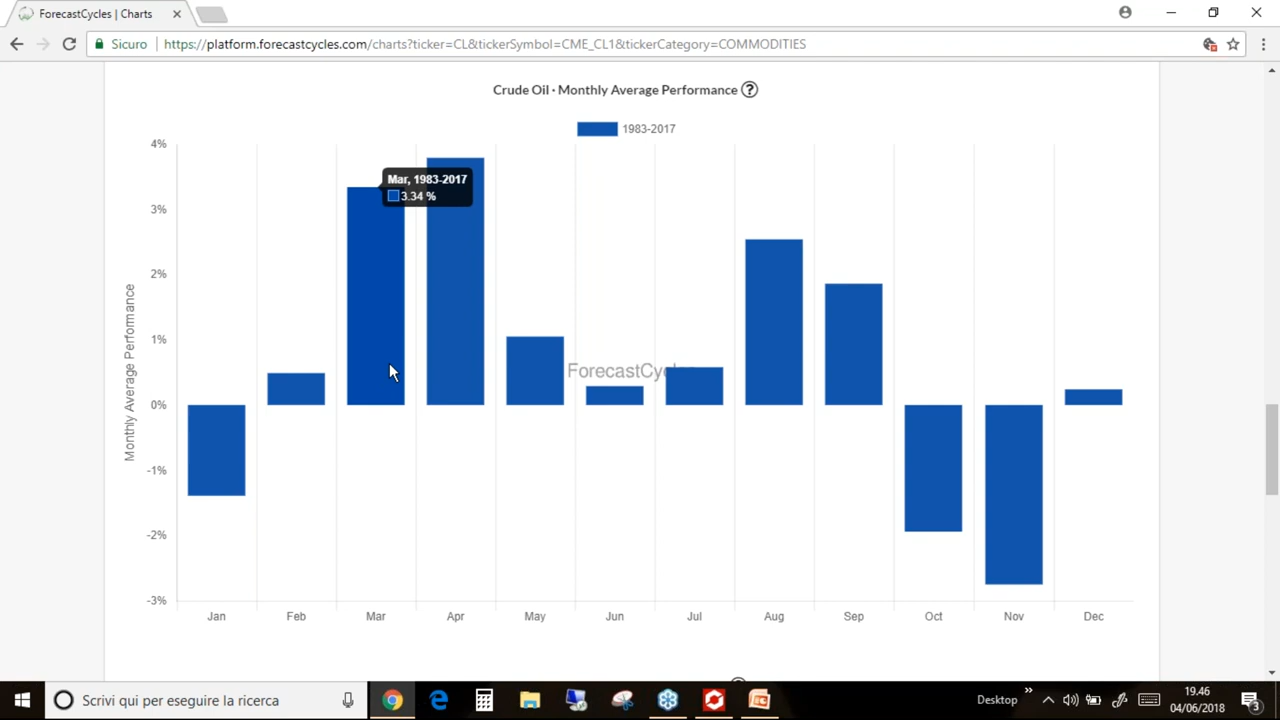 ForecastCycles | Charts
Sicuro https://platform.forecastcycles.com/charts?ticker=CL&tickerSymbol=CME_CL1&tickerCategory=COMMODITIES
Crude Oil · Monthly Average Performance ?
1983-2017
4%
3%
2%
1%
0%
-1%
-2%
-3%
Monthly Average Performance
Mar, 1983-2017
3.34 %
ForecastCycles
Jan Feb Mar Apr May Jun Jul Aug Sep Oct Nov Dec
Scrivi qui per eseguire la ricerca
Desktop
19.46
04/06/2018
3